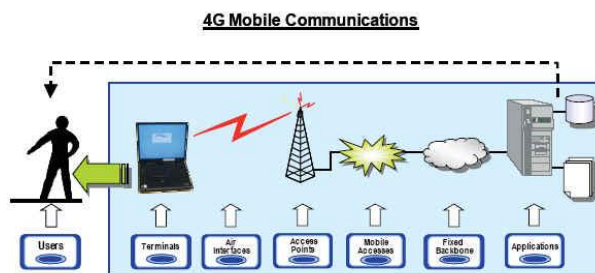 4G Mobile Communications
Users
Terminals
Air
Interfaces
Access
Points
Mobile
Accesses
Fixed
Backbone
Applications